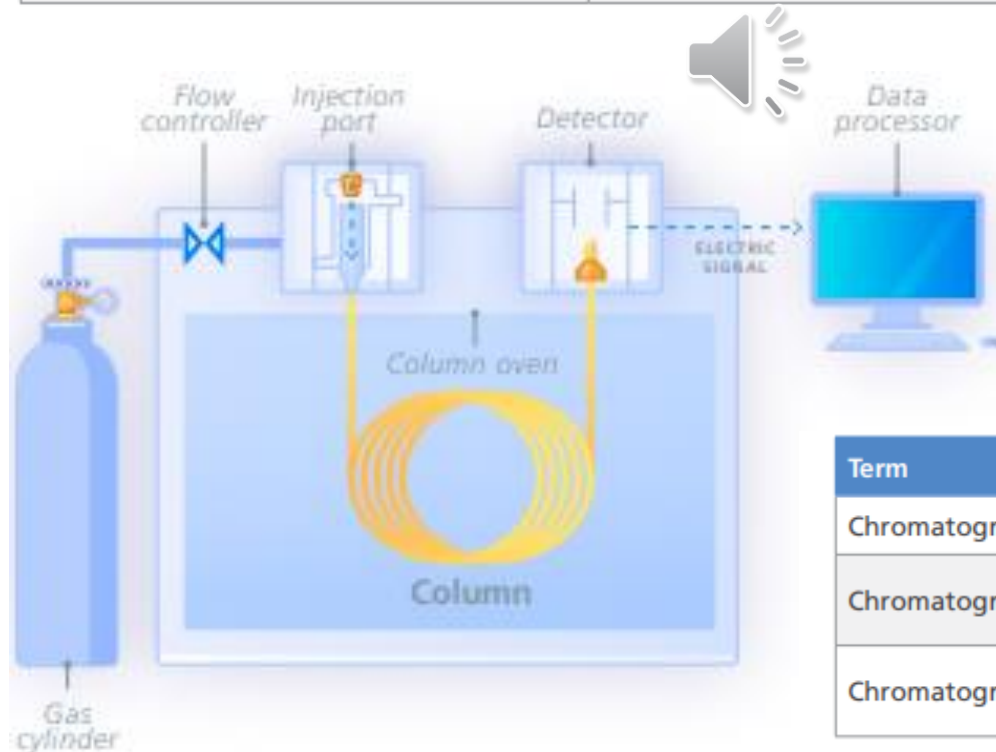 Flow
controller
Injection
port
Detector
Data
processor
ELECTRIC
SIGNAL
Column oven
Column
Gas
cylinder
Term
Chromatogr
Chromatogr
Chromatogr